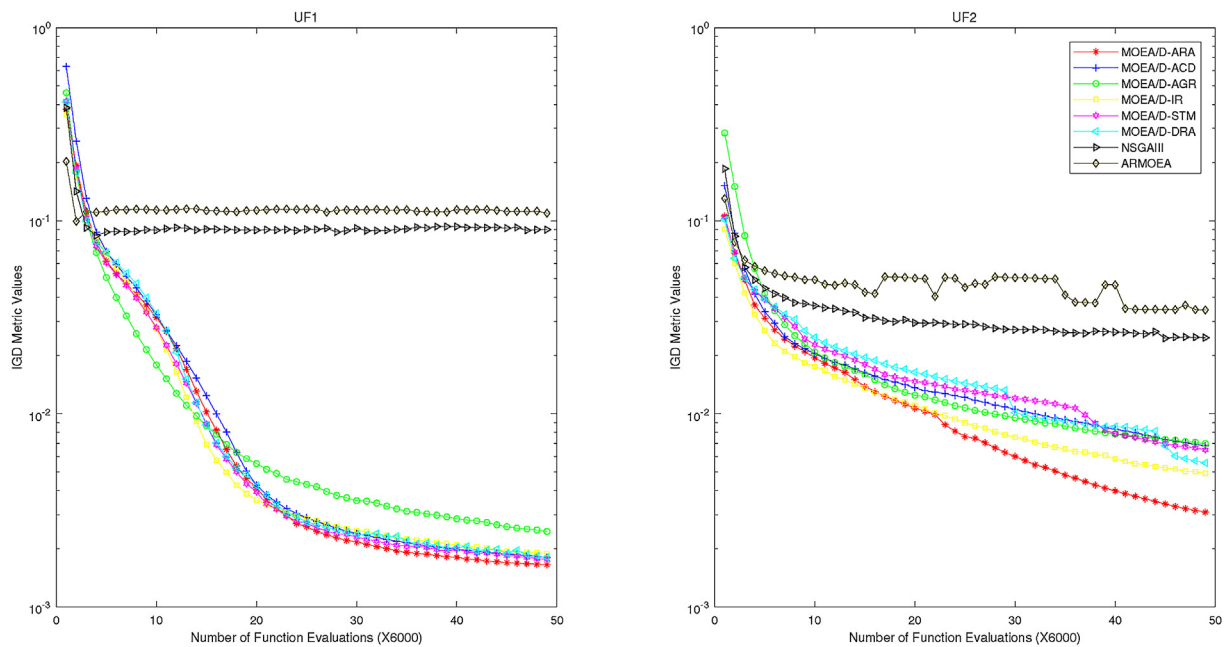 UF1
10^0
10^-1
10^-2
10^-3
IGD Metric Values
0
10
20
30
40
50
Number of Function Evaluations (X6000)
UF2
10^0
10^-1
10^-2
10^-3
IGD Metric Values
0
10
20
30
40
50
Number of Function Evaluations (X6000)
MOEA/D-ARA
MOEA/D-ACD
MOEA/D-AGR
MOEA/D-IR
MOEA/D-STM
MOEA/D-DRA
NSGAIII
ARMOEA